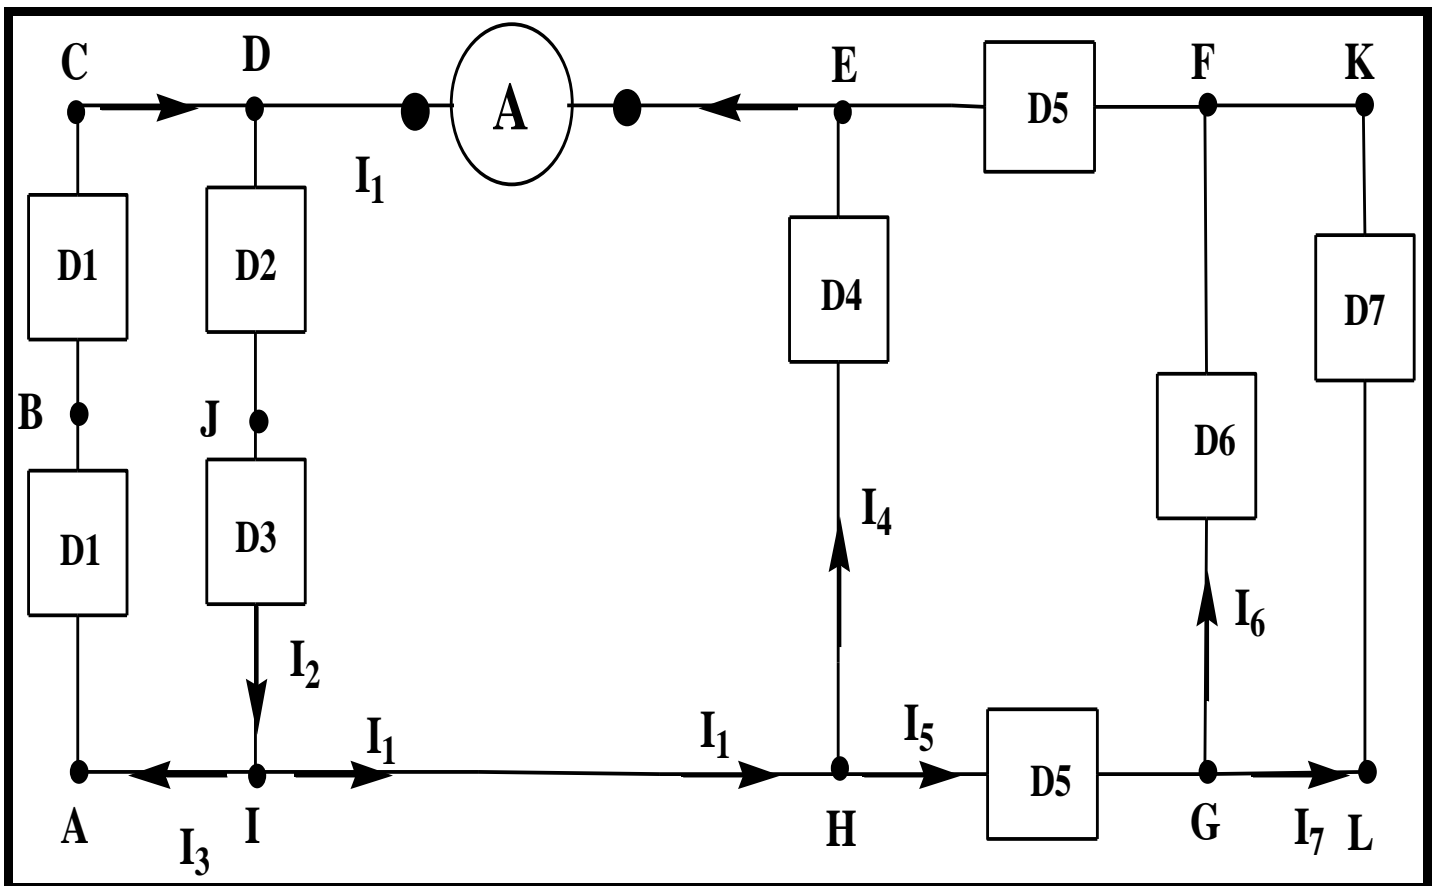 C D E F K
A D5
I1
D1 D2 D4 D7
B J D6
D1 D3
I4
I6
I2
I1 I1 I5
A I3 I H G I7 L
D5